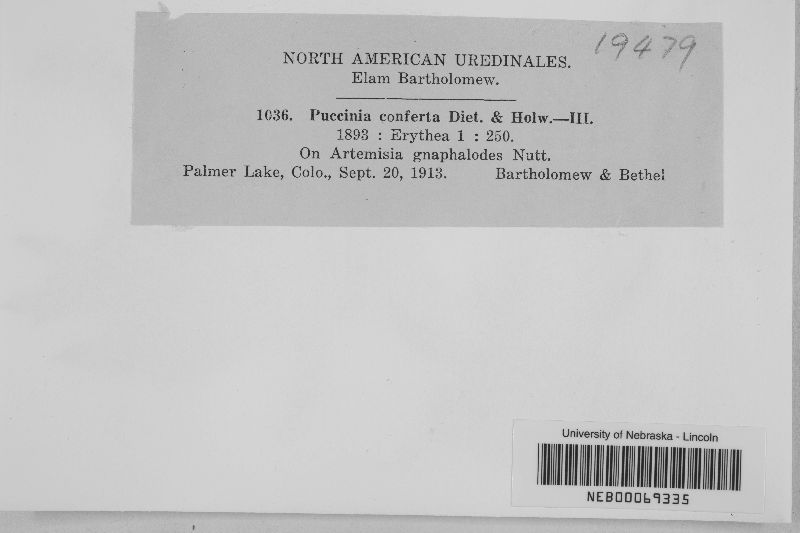 19479
NORTH AMERICAN UREDINALES.
Elam Bartholomew.
1036. Puccinia conferta Diet. & Holw.—III.
1893 : Erythea 1 : 250.
On Artemisia gnaphalodes Nutt.
Palmer Lake, Colo., Sept. 20, 1913. Bartholomew & Bethel
University of Nebraska - Lincoln
NEB00069335